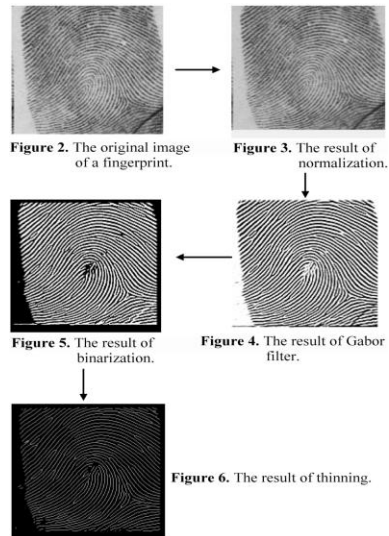 Figure 2. The original image
of a fingerprint.
Figure 3. The result of
normalization.
Figure 5. The result of
binarization.
Figure 4. The result of Gabor
filter.
Figure 6. The result of thinning.